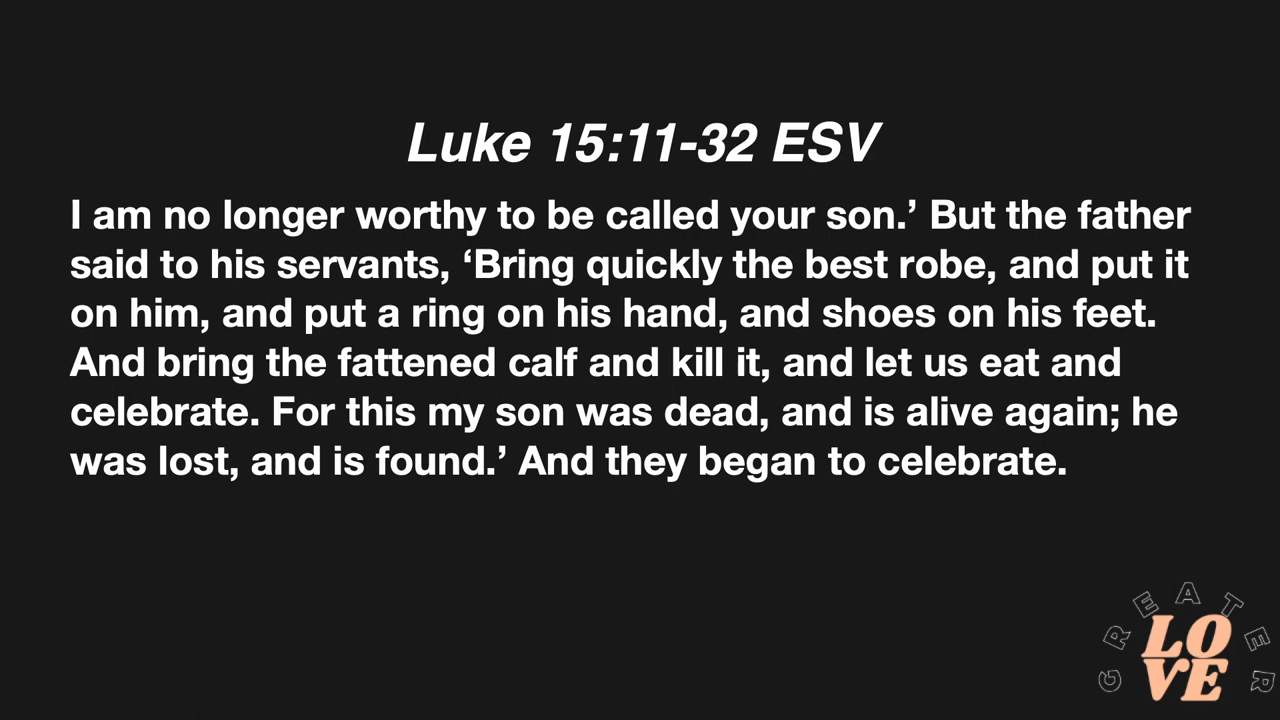 Luke 15:11-32 ESV
I am no longer worthy to be called your son.’ But the father
said to his servants, ‘Bring quickly the best robe, and put it
on him, and put a ring on his hand, and shoes on his feet.
And bring the fattened calf and kill it, and let us eat and
celebrate. For this my son was dead, and is alive again; he
was lost, and is found.’ And they began to celebrate.
GREATER
LO
VE